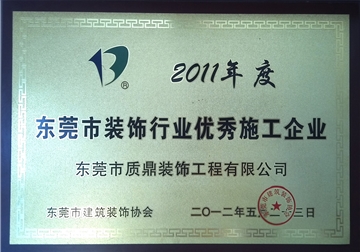 2011年度
东莞市装饰行业优秀施工企业
东莞市质鼎装饰工程有限公司
东莞市建筑装饰协会
二〇一二年五 二 三日